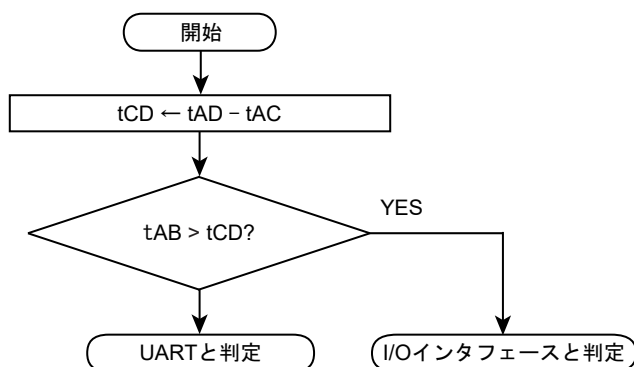 開始
tCD ← tAD − tAC
tAB > tCD?
YES
UARTと判定
I/Oインタフェースと判定